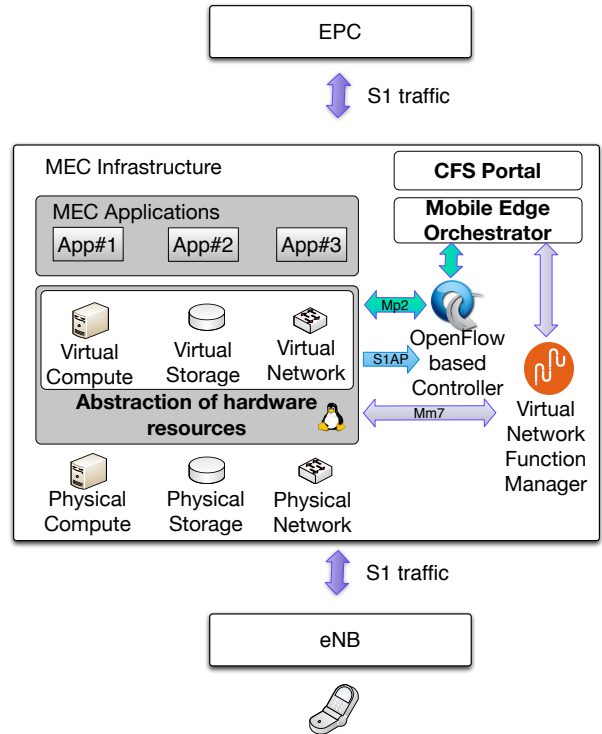 EPC
S1 traffic
MEC Infrastructure
CFS Portal
Mobile Edge
Orchestrator
MEC Applications
App#1
App#2
App#3
Mp2
OpenFlow
based
Controller
S1AP
Virtual
Compute
Virtual
Storage
Virtual
Network
Abstraction of hardware
resources
Mm7
Virtual
Network
Function
Manager
Physical
Compute
Physical
Storage
Physical
Network
S1 traffic
eNB